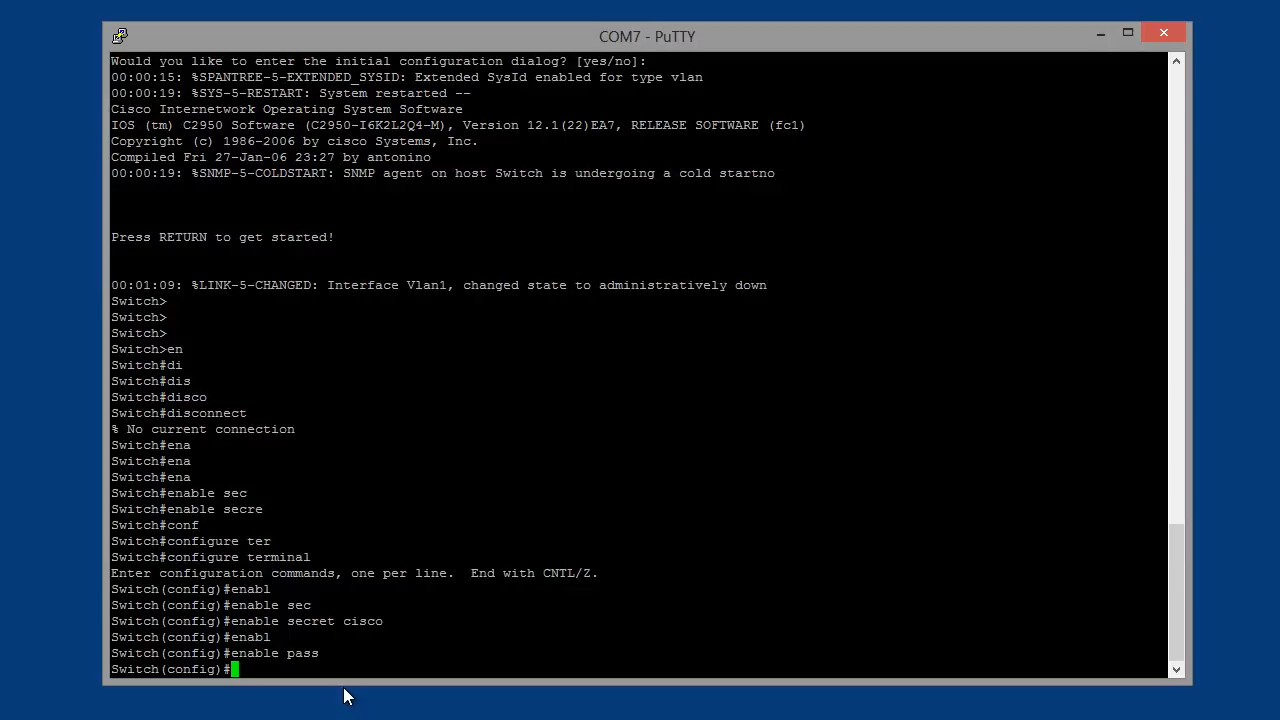 COM7 - PuTTY
Would you like to enter the initial configuration dialog? [yes/no]:
00:00:15: %SPANTREE-5-EXTENDED_SYSID: Extended SysId enabled for type vlan
00:00:19: %SYS-5-RESTART: System restarted --
Cisco Internetwork Operating System Software
IOS (tm) C2950 Software (C2950-I6K2L2Q4-M), Version 12.1(22)EA7, RELEASE SOFTWARE (fc1)
Copyright (c) 1986-2006 by cisco Systems, Inc.
Compiled Fri 27-Jan-06 23:27 by antonino
00:00:19: %SNMP-5-COLDSTART: SNMP agent on host Switch is undergoing a cold startno
Press RETURN to get started!
00:01:09: %LINK-5-CHANGED: Interface Vlan1, changed state to administratively down
Switch>
Switch>
Switch>
Switch>en
Switch#di
Switch#dis
Switch#disco
Switch#disconnect
% No current connection
Switch#ena
Switch#ena
Switch#ena
Switch#enable sec
Switch#enable secre
Switch#conf
Switch#configure ter
Switch#configure terminal
Enter configuration commands, one per line.  End with CNTL/Z.
Switch(config)#enabl
Switch(config)#enable sec
Switch(config)#enable secret cisco
Switch(config)#enabl
Switch(config)#enable pass
Switch(config)#